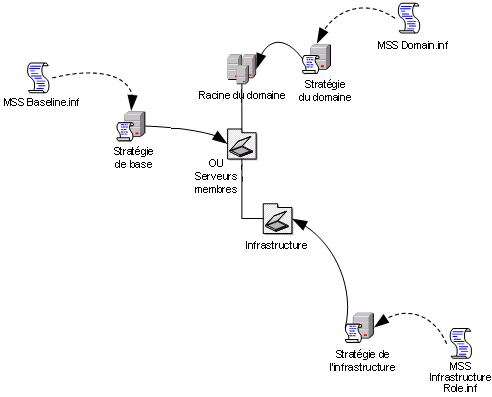 MSS Domain.inf
Racine du domaine
Stratégie
du domaine
MSS Baseline.inf
Stratégie
de base
OU
Serveurs
membres
Infrastructure
Stratégie de
l'infrastructure
MSS
Infrastructure
Role.inf